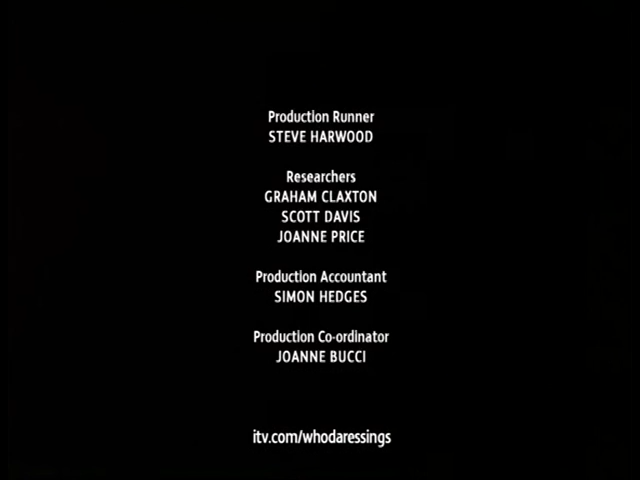 Production Runner
STEVE HARWOOD
Researchers
GRAHAM CLAXTON
SCOTT DAVIS
JOANNE PRICE
Production Accountant
SIMON HEDGES
Production Co-ordinator
JOANNE BUCCI
itv.com/whodaressings